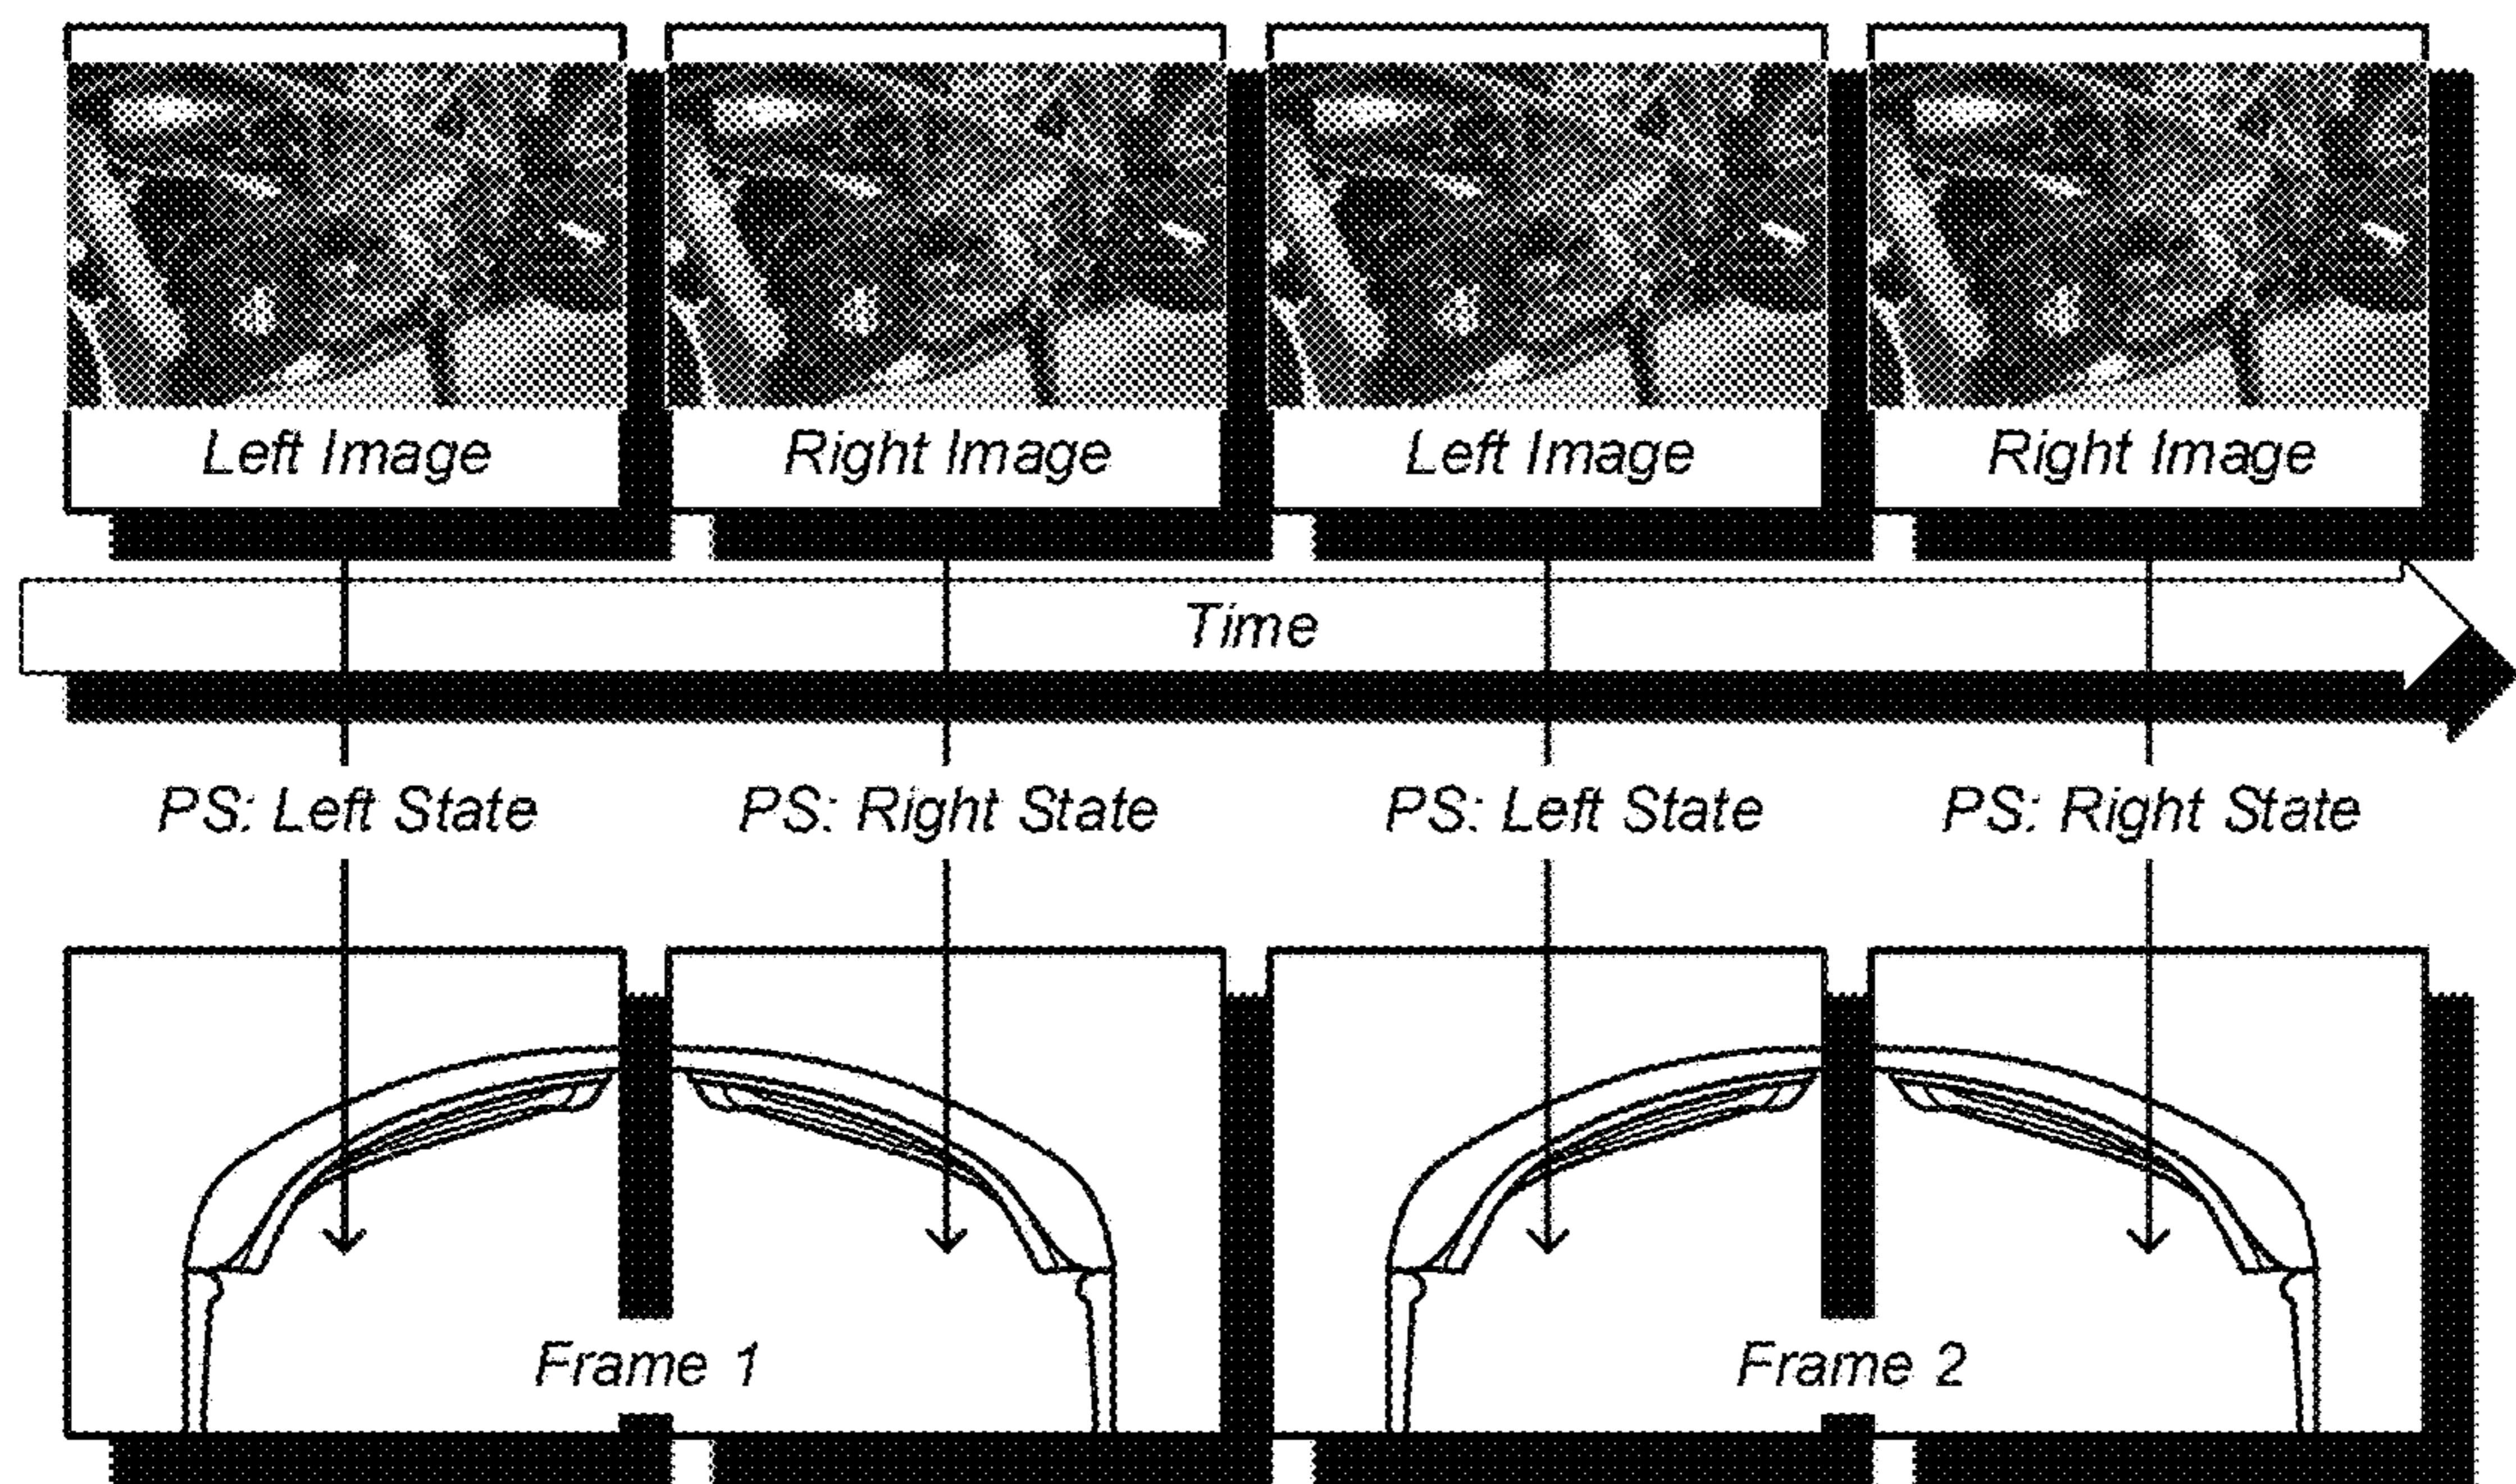 Left Image
Right Image
Left Image
Right Image
Time
PS: Left State
PS: Right State
PS: Left State
PS: Right State
Frame 1
Frame 2